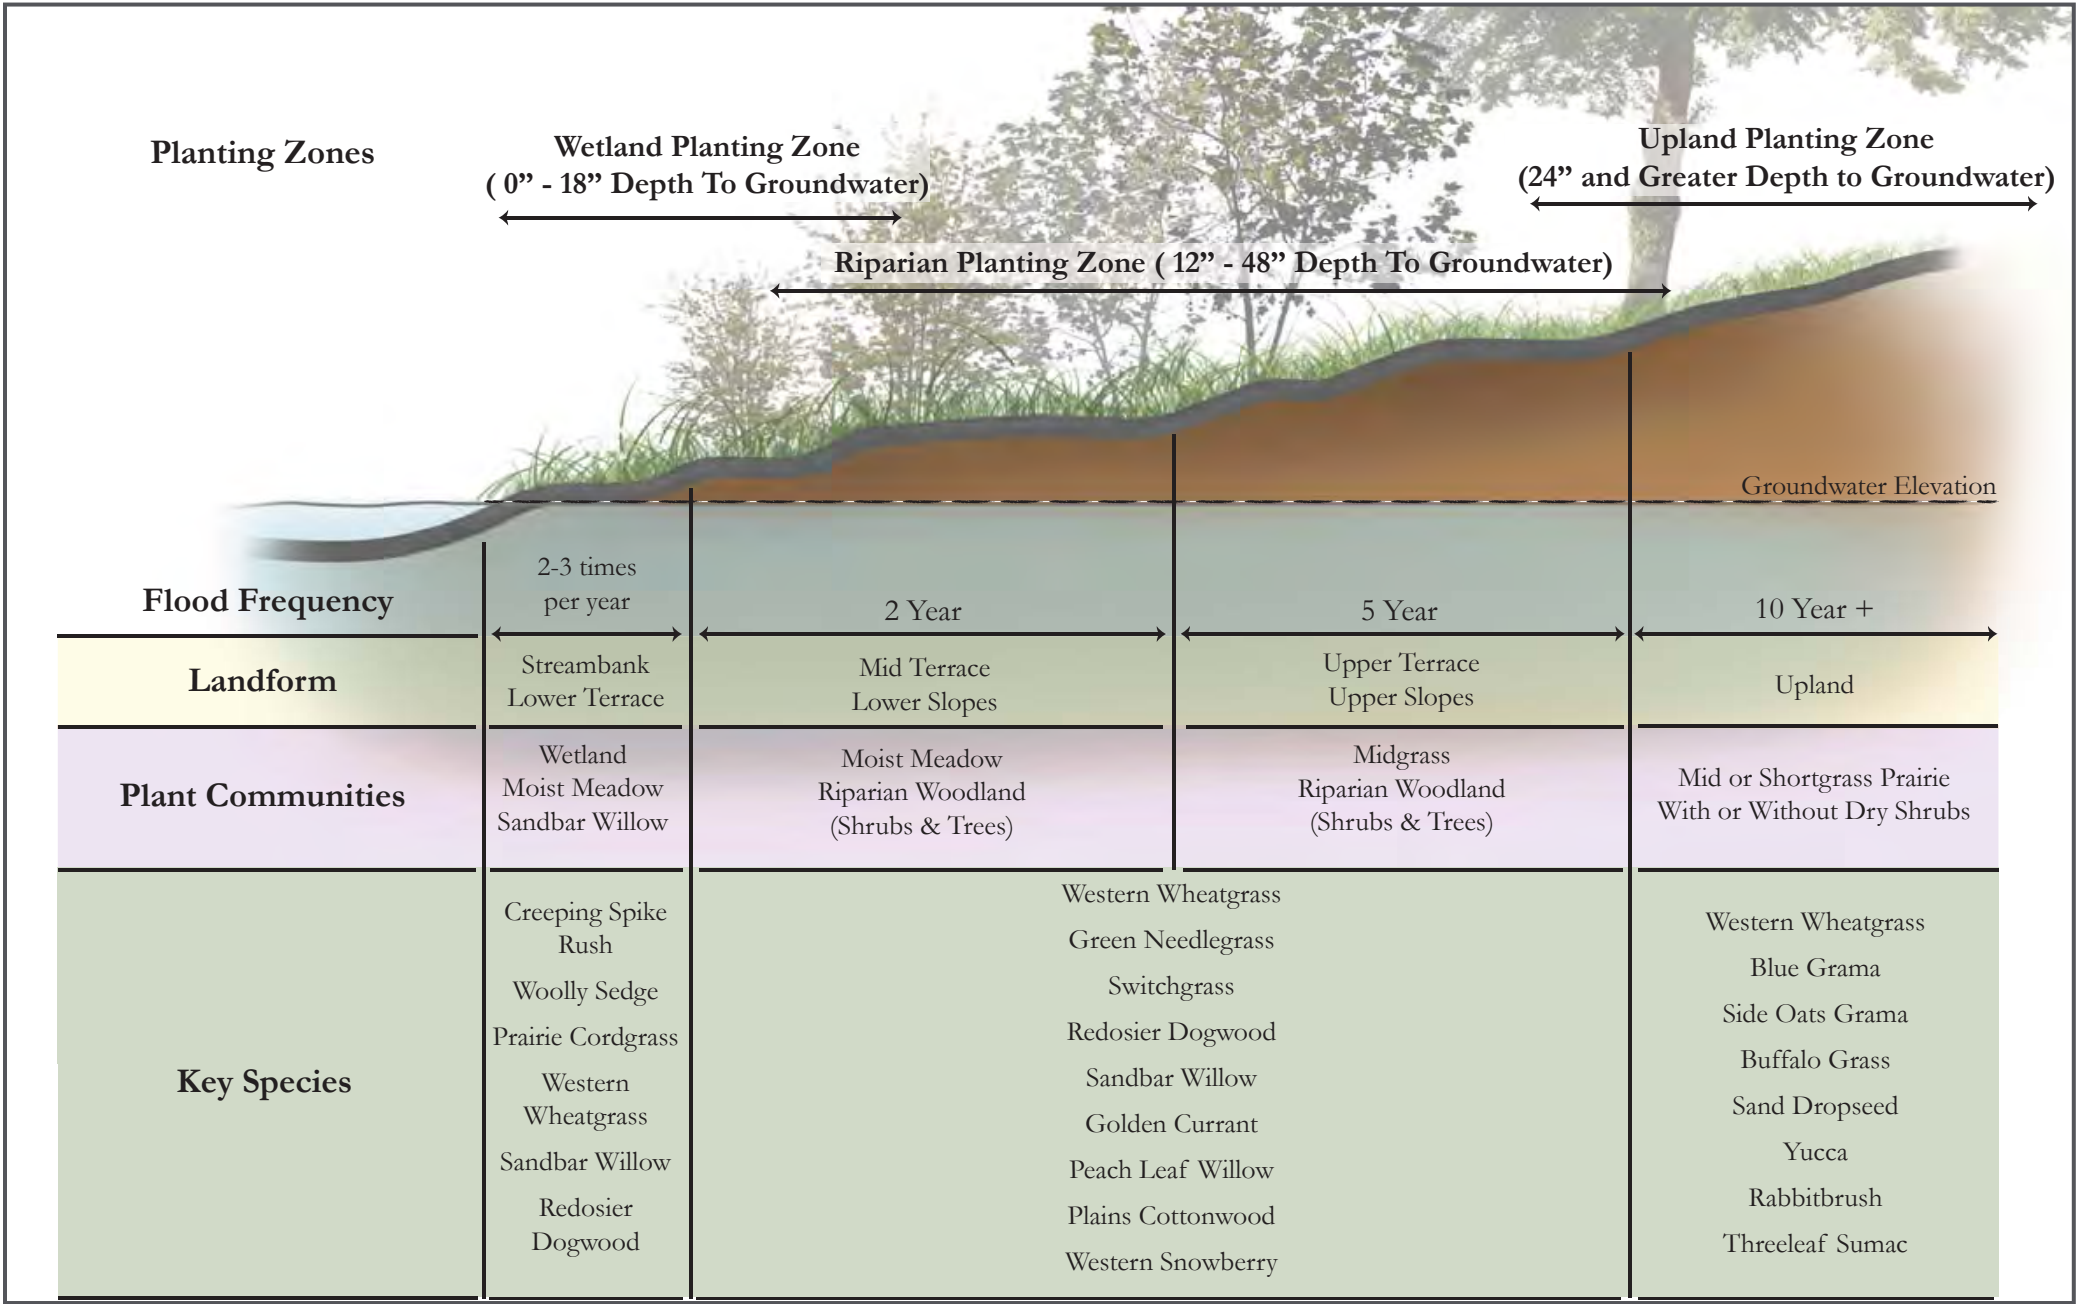 Planting Zones
Wetland Planting Zone
( 0” - 18” Depth To Groundwater)
Upland Planting Zone
(24” and Greater Depth to Groundwater)
Riparian Planting Zone ( 12” - 48” Depth To Groundwater)
Groundwater Elevation
Flood Frequency
2-3 times
per year
2 Year
5 Year
10 Year +
Landform
Streambank
Lower Terrace
Mid Terrace
Lower Slopes
Upper Terrace
Upper Slopes
Upland
Plant Communities
Wetland
Moist Meadow
Sandbar Willow
Moist Meadow
Riparian Woodland
(Shrubs & Trees)
Midgrass
Riparian Woodland
(Shrubs & Trees)
Mid or Shortgrass Prairie
With or Without Dry Shrubs
Key Species
Creeping Spike
Rush
Woolly Sedge
Prairie Cordgrass
Western
Wheatgrass
Sandbar Willow
Redosier
Dogwood
Western Wheatgrass
Green Needlegrass
Switchgrass
Redosier Dogwood
Sandbar Willow
Golden Currant
Peach Leaf Willow
Plains Cottonwood
Western Snowberry
Western Wheatgrass
Blue Grama
Side Oats Grama
Buffalo Grass
Sand Dropseed
Yucca
Rabbitbrush
Threeleaf Sumac